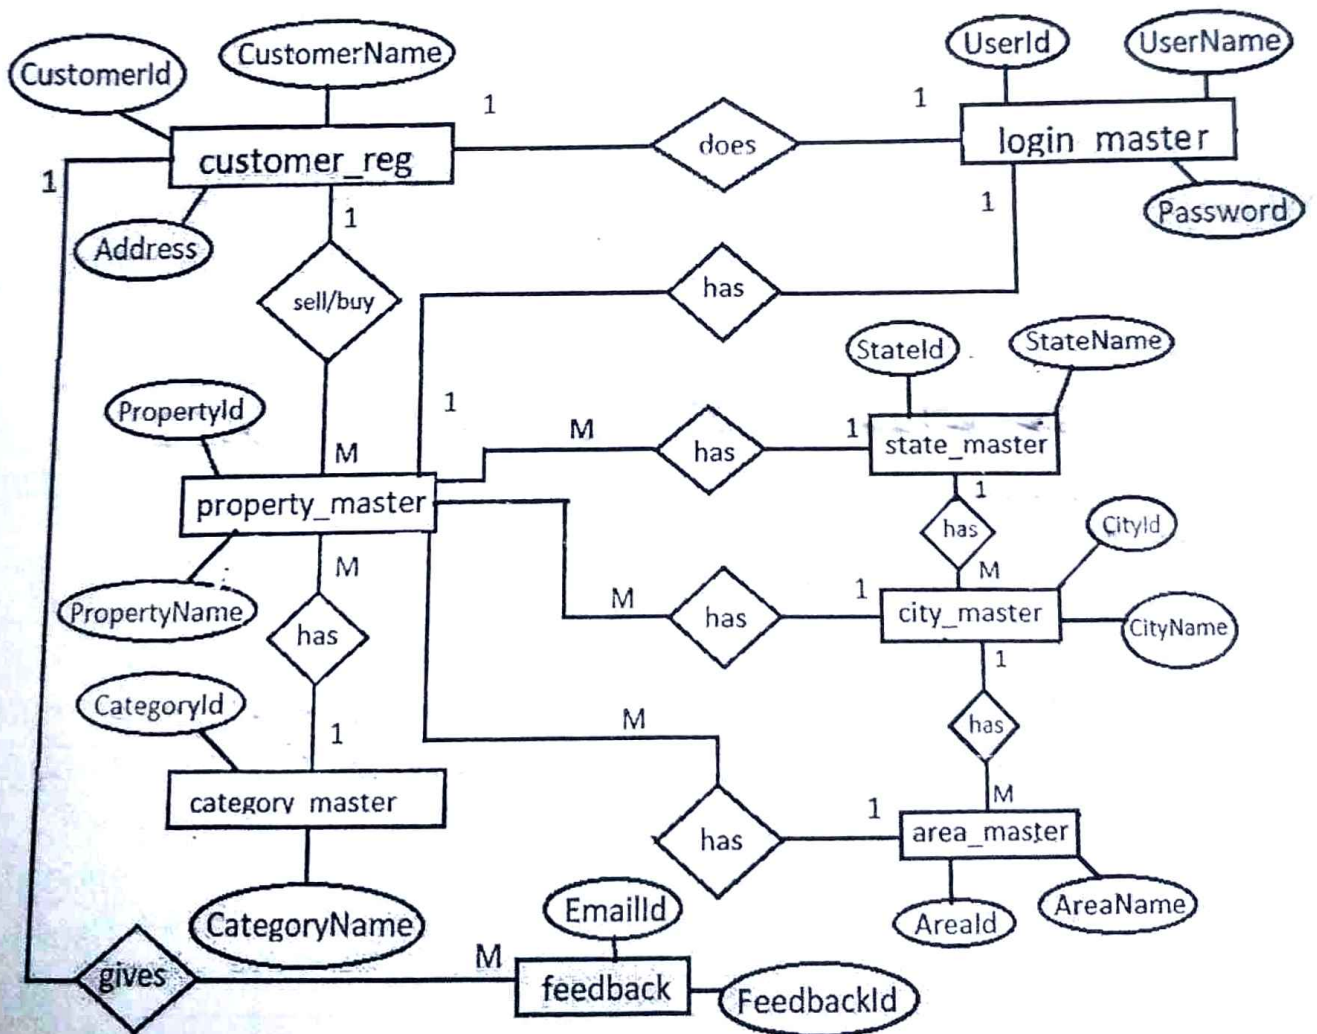 CustomerId
CustomerName
UserId
UserName
1
1
customer_reg
does
login master
1
Address
1
1
Password
sell/buy
has
StateId
StateName
PropertyId
1
M
M
1
has
state_master
property_master
1
has
CityId
M
M
PropertyName
has
M
has
1
city_master
CityName
1
CategoryId
1
M
has
category master
1
M
has
area_master
CategoryName
EmailId
AreaId
AreaName
gives
M
feedback
FeedbackId